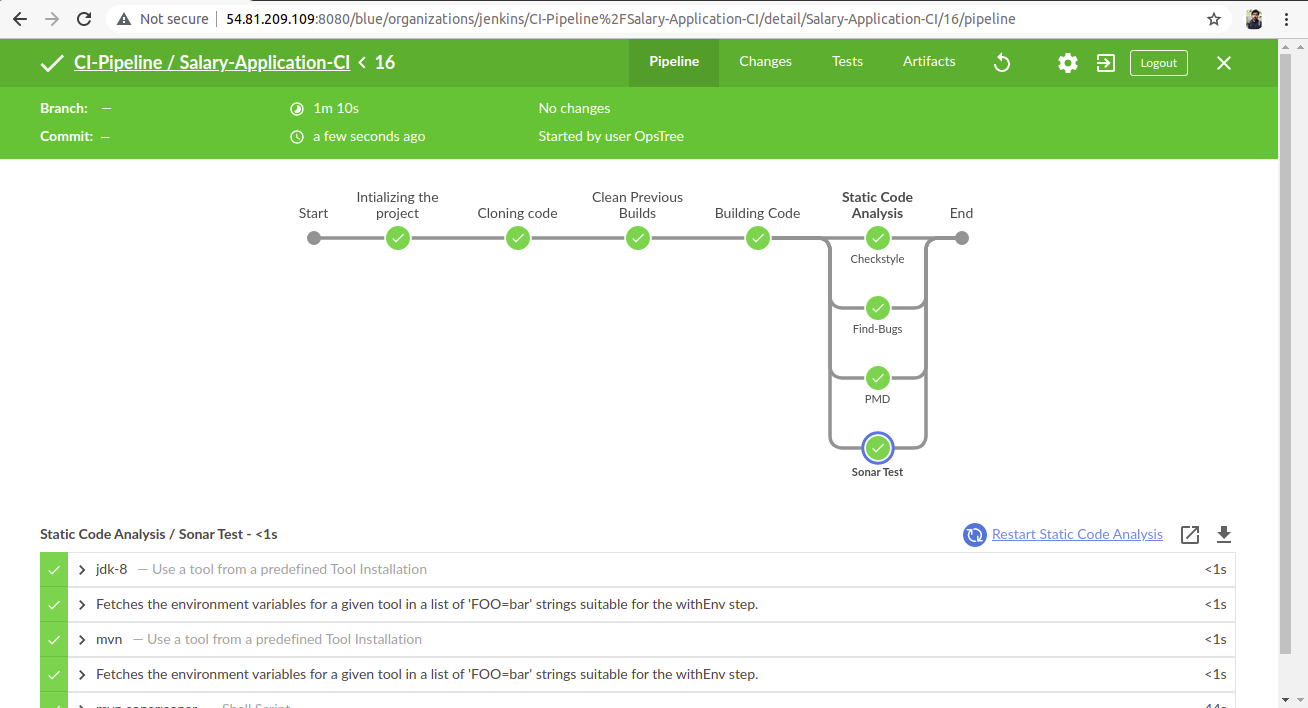 Not secure | 54.81.209.109:8080/blue/organizations/jenkins/CI-Pipeline%2FSalary-Application-CI/detail/Salary-Application-CI/16/pipeline
CI-Pipeline / Salary-Application-CI < 16 Pipeline Changes Tests Artifacts Logout
Branch: — 1m 10s No changes
Commit: — a few seconds ago Started by user OpsTree
Intializing the Clean Previous Static Code
Start project Cloning code Builds Building Code Analysis End
Checkstyle
Find-Bugs
PMD
Sonar Test
Static Code Analysis / Sonar Test - <1s Restart Static Code Analysis
jdk-8 — Use a tool from a predefined Tool Installation <1s
Fetches the environment variables for a given tool in a list of 'FOO=bar' strings suitable for the withEnv step. <1s
mvn — Use a tool from a predefined Tool Installation <1s
Fetches the environment variables for a given tool in a list of 'FOO=bar' strings suitable for the withEnv step. <1s
mvn sonar:sonar — Shell Script 44s